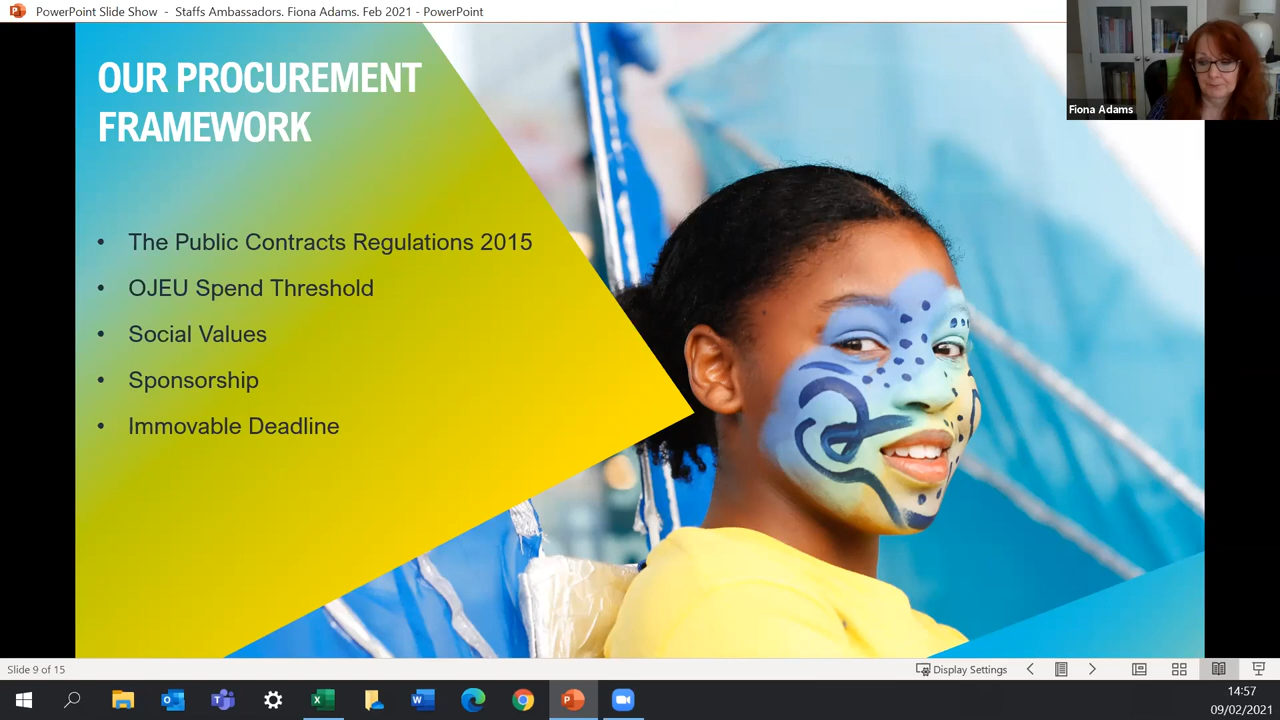 PowerPoint Slide Show - Staffs Ambassadors. Fiona Adams. Feb 2021 - PowerPoint
Fiona Adams
OUR PROCUREMENT
FRAMEWORK
• The Public Contracts Regulations 2015
• OJEU Spend Threshold
• Social Values
• Sponsorship
• Immovable Deadline
Slide 9 of 15
Display Settings
14:57
09/02/2021